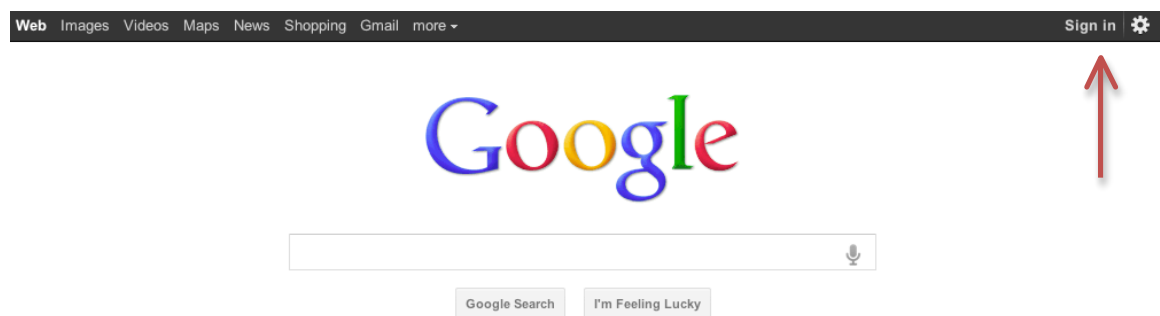 Web Images Videos Maps News Shopping Gmail more Sign in
Google
Google Search I'm Feeling Lucky